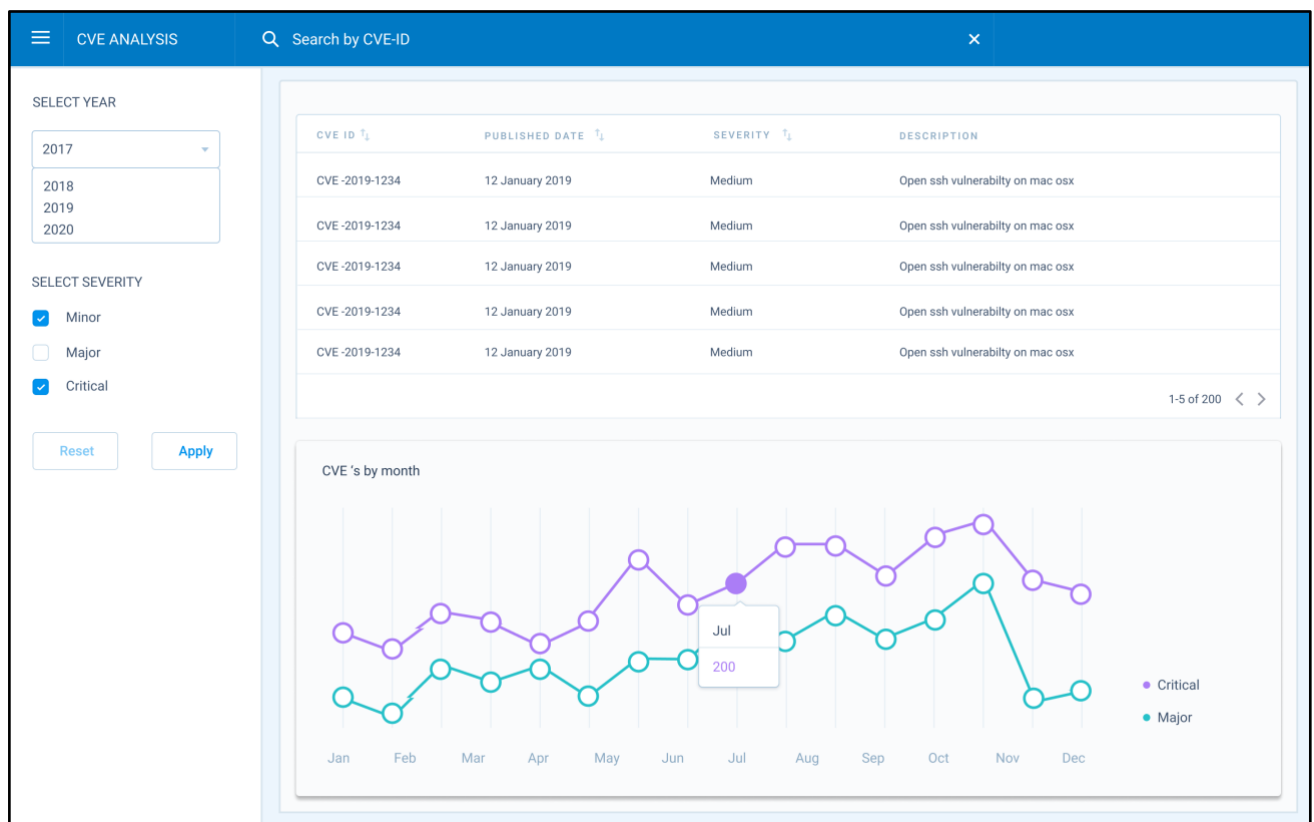 CVE ANALYSIS
Search by CVE-ID
SELECT YEAR
2017
2018
2019
2020
SELECT SEVERITY
Minor
Major
Critical
Reset Apply
CVE ID PUBLISHED DATE SEVERITY DESCRIPTION
CVE -2019-1234 12 January 2019 Medium Open ssh vulnerabilty on mac osx
CVE -2019-1234 12 January 2019 Medium Open ssh vulnerabilty on mac osx
CVE -2019-1234 12 January 2019 Medium Open ssh vulnerabilty on mac osx
CVE -2019-1234 12 January 2019 Medium Open ssh vulnerabilty on mac osx
CVE -2019-1234 12 January 2019 Medium Open ssh vulnerabilty on mac osx
1-5 of 200
CVE 's by month
Jul
200
Critical
Major
Jan Feb Mar Apr May Jun Jul Aug Sep Oct Nov Dec